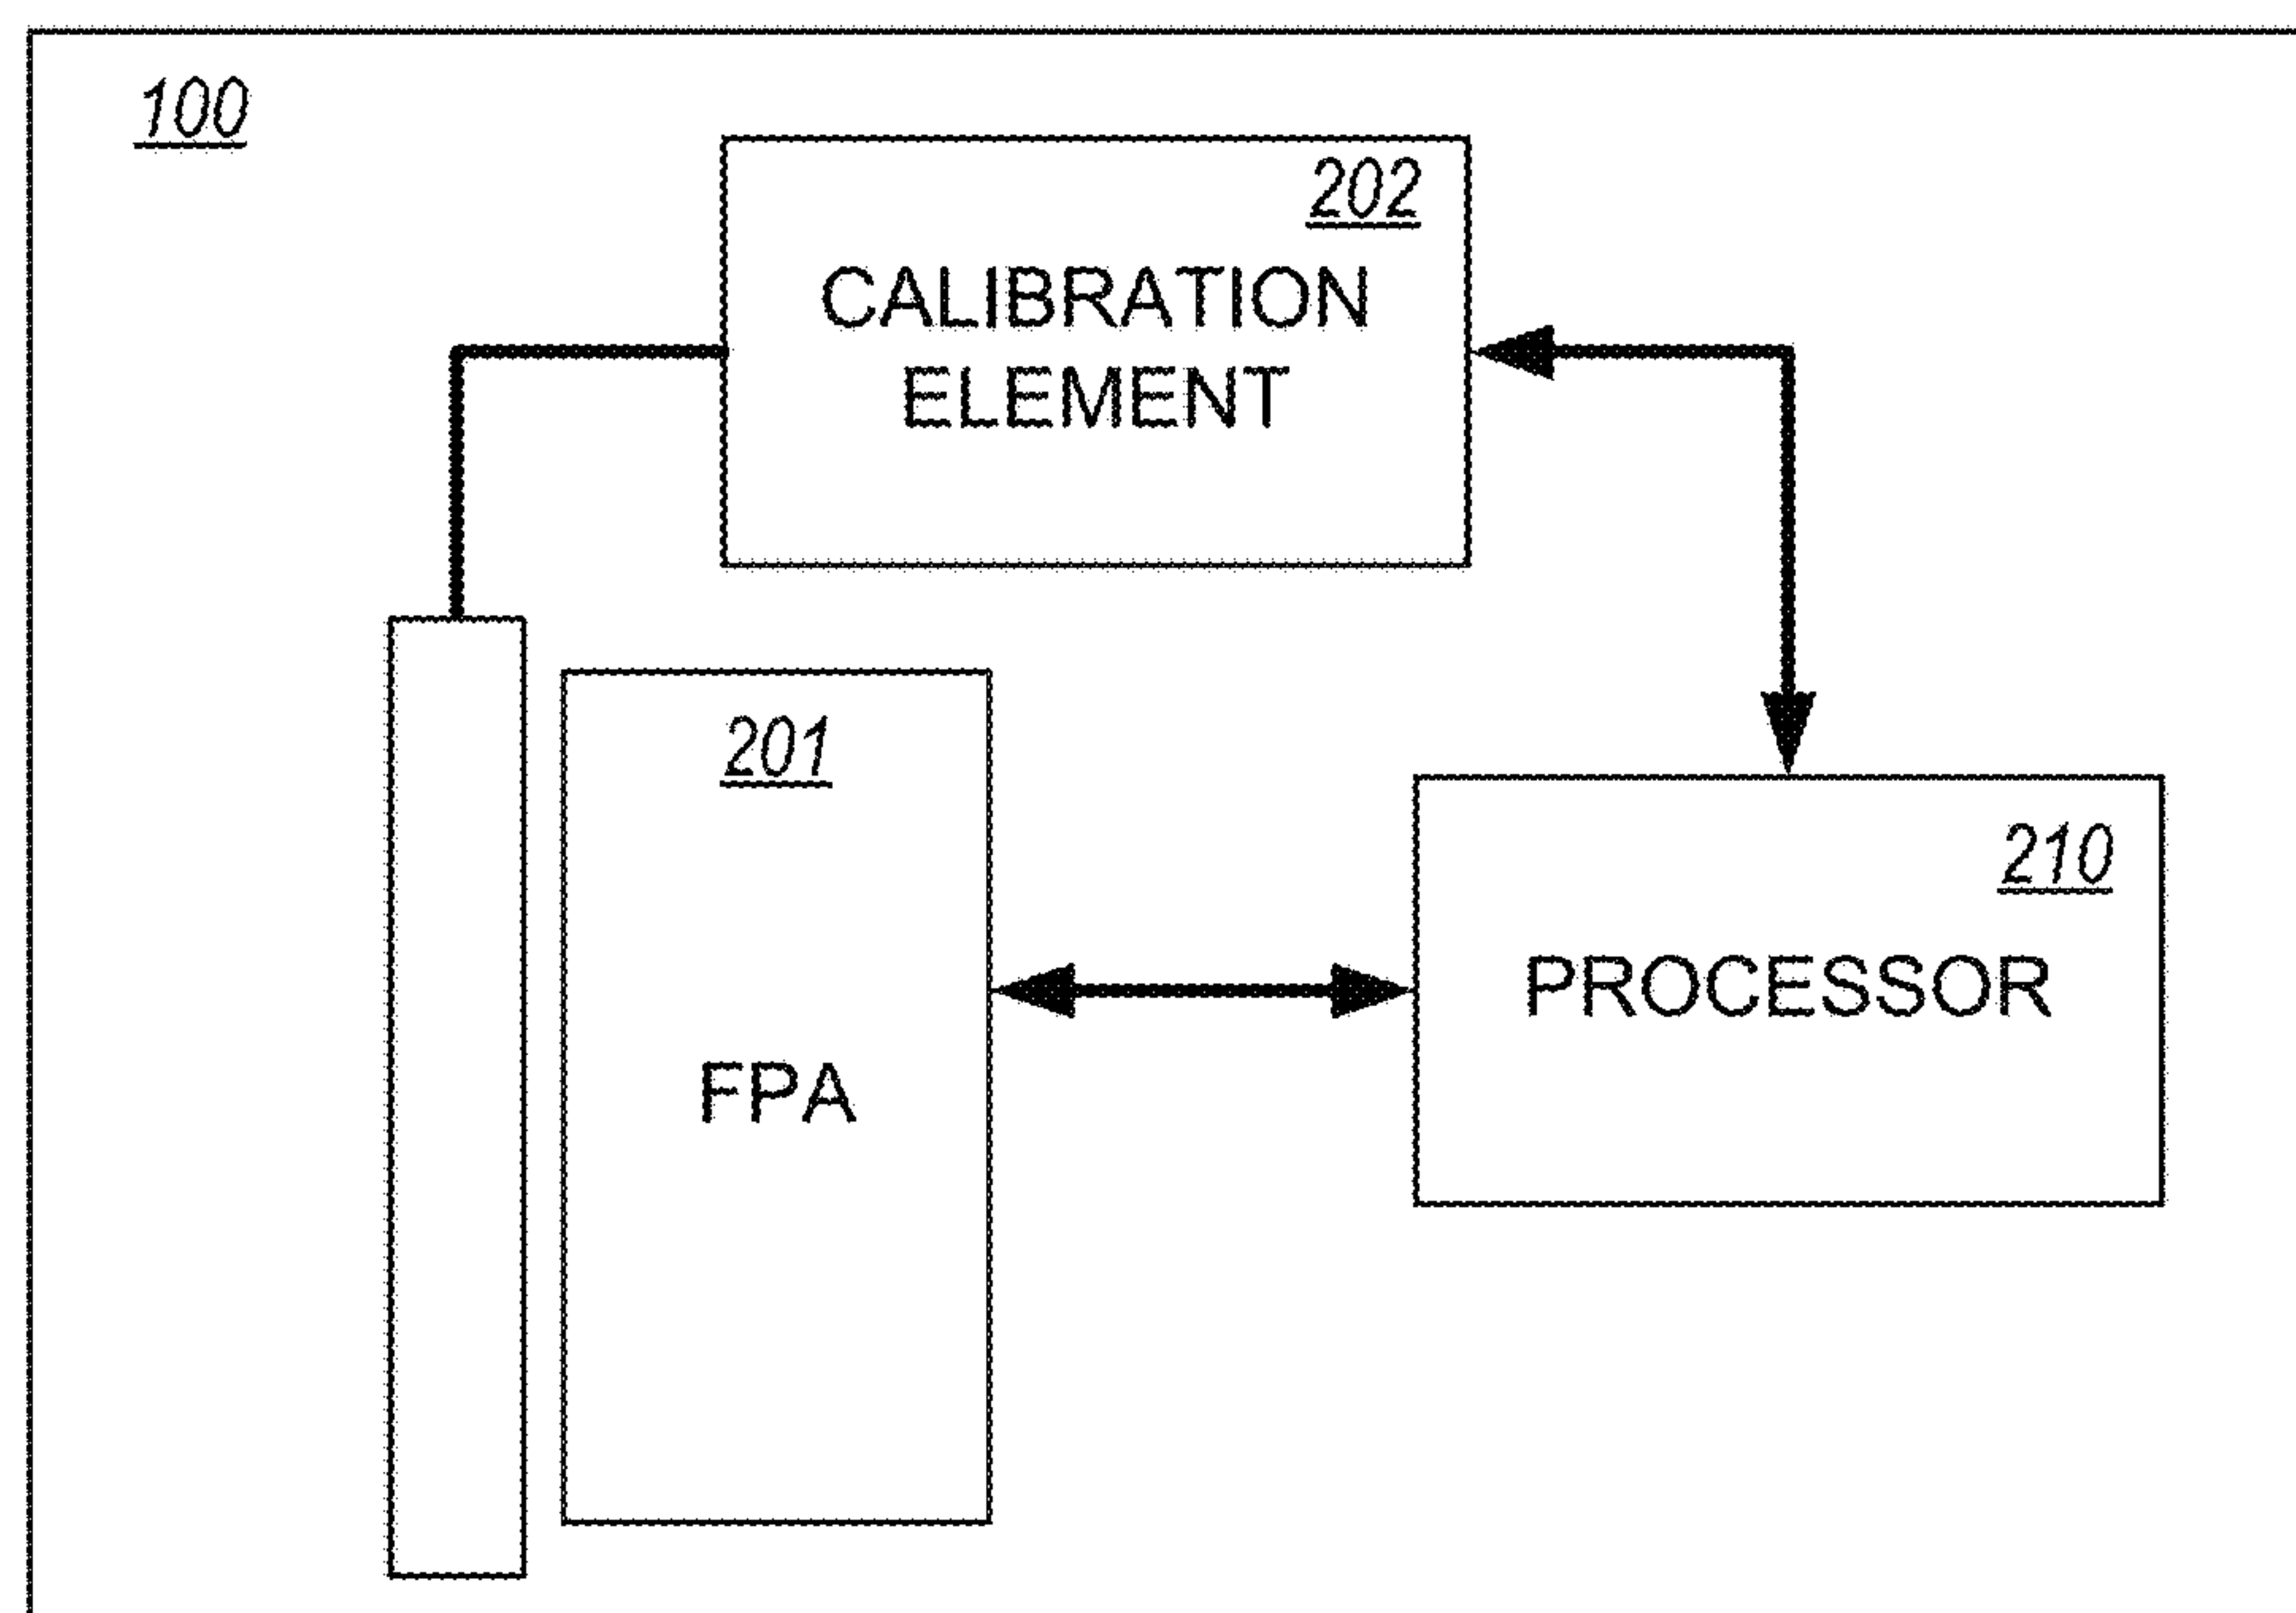 100
202
CALIBRATION
ELEMENT
201
FPA
210
PROCESSOR